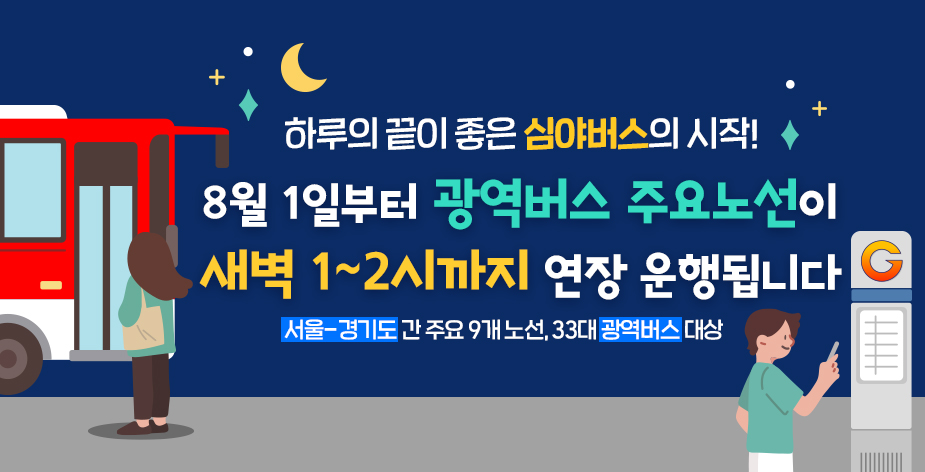 하루의 끝이 좋은 심야버스의 시작!
8월 1일부터 광역버스 주요노선이
새벽 1~2시까지 연장 운행됩니다
서울-경기도 간 주요 9개 노선, 33대 광역버스 대상
G